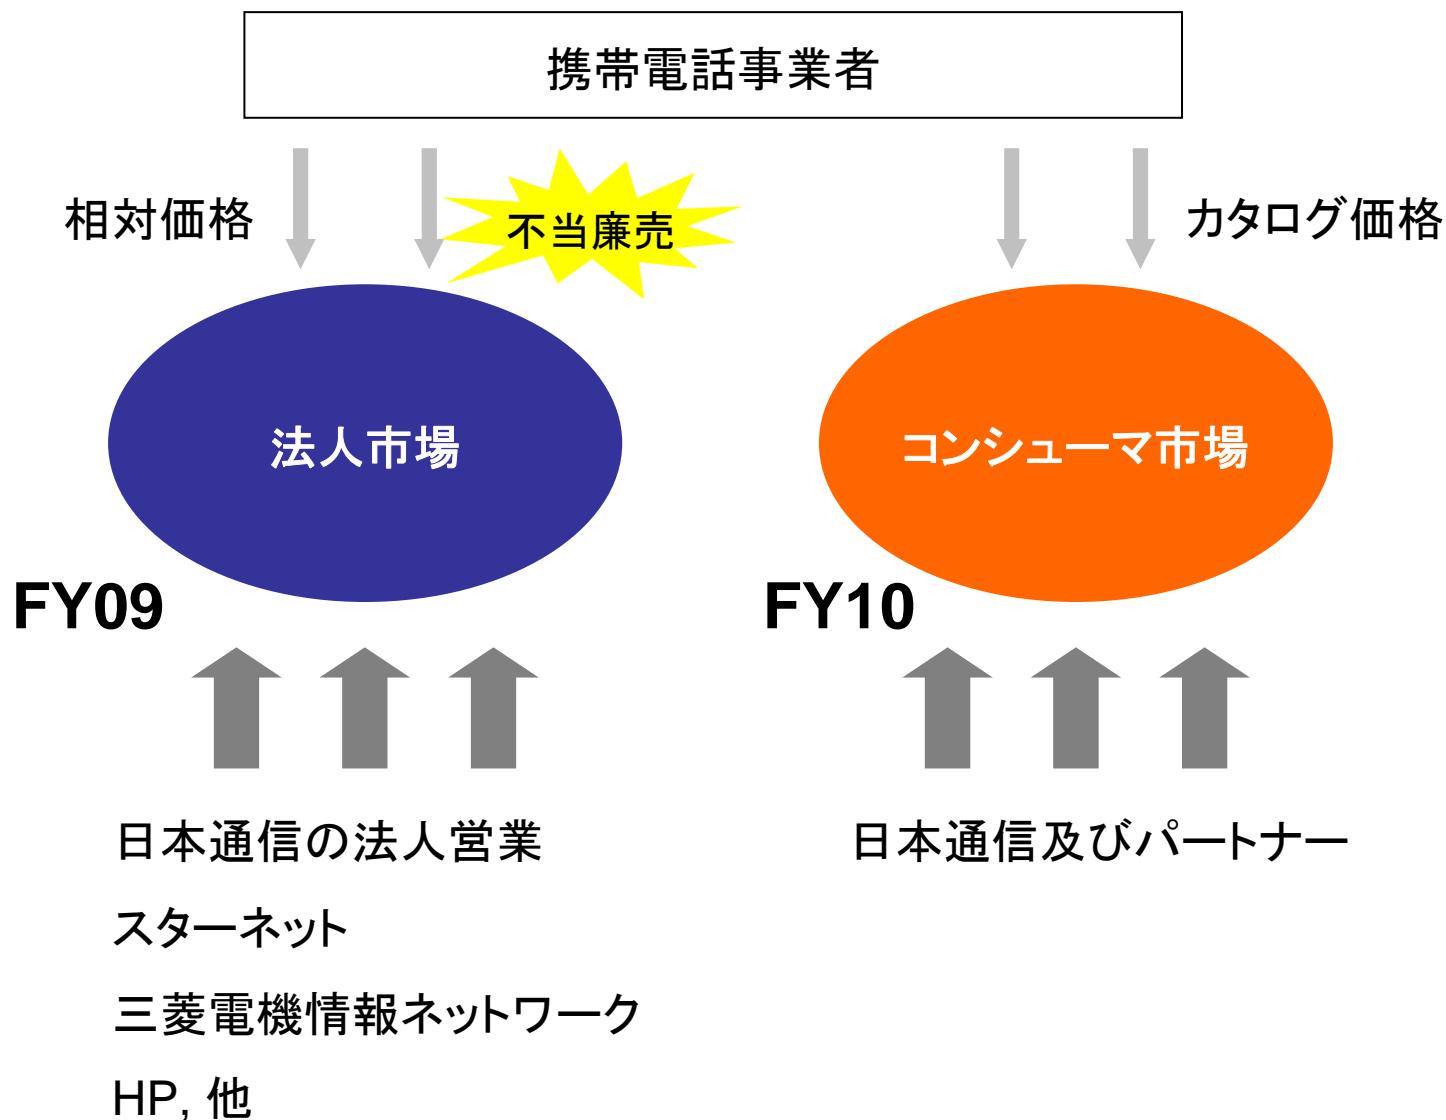 携帯電話事業者
相対価格
不当廉売
カタログ価格
法人市場
コンシューマ市場
FY09
FY10
日本通信の法人営業
スターネット
三菱電機情報ネットワーク
HP, 他
日本通信及びパートナー